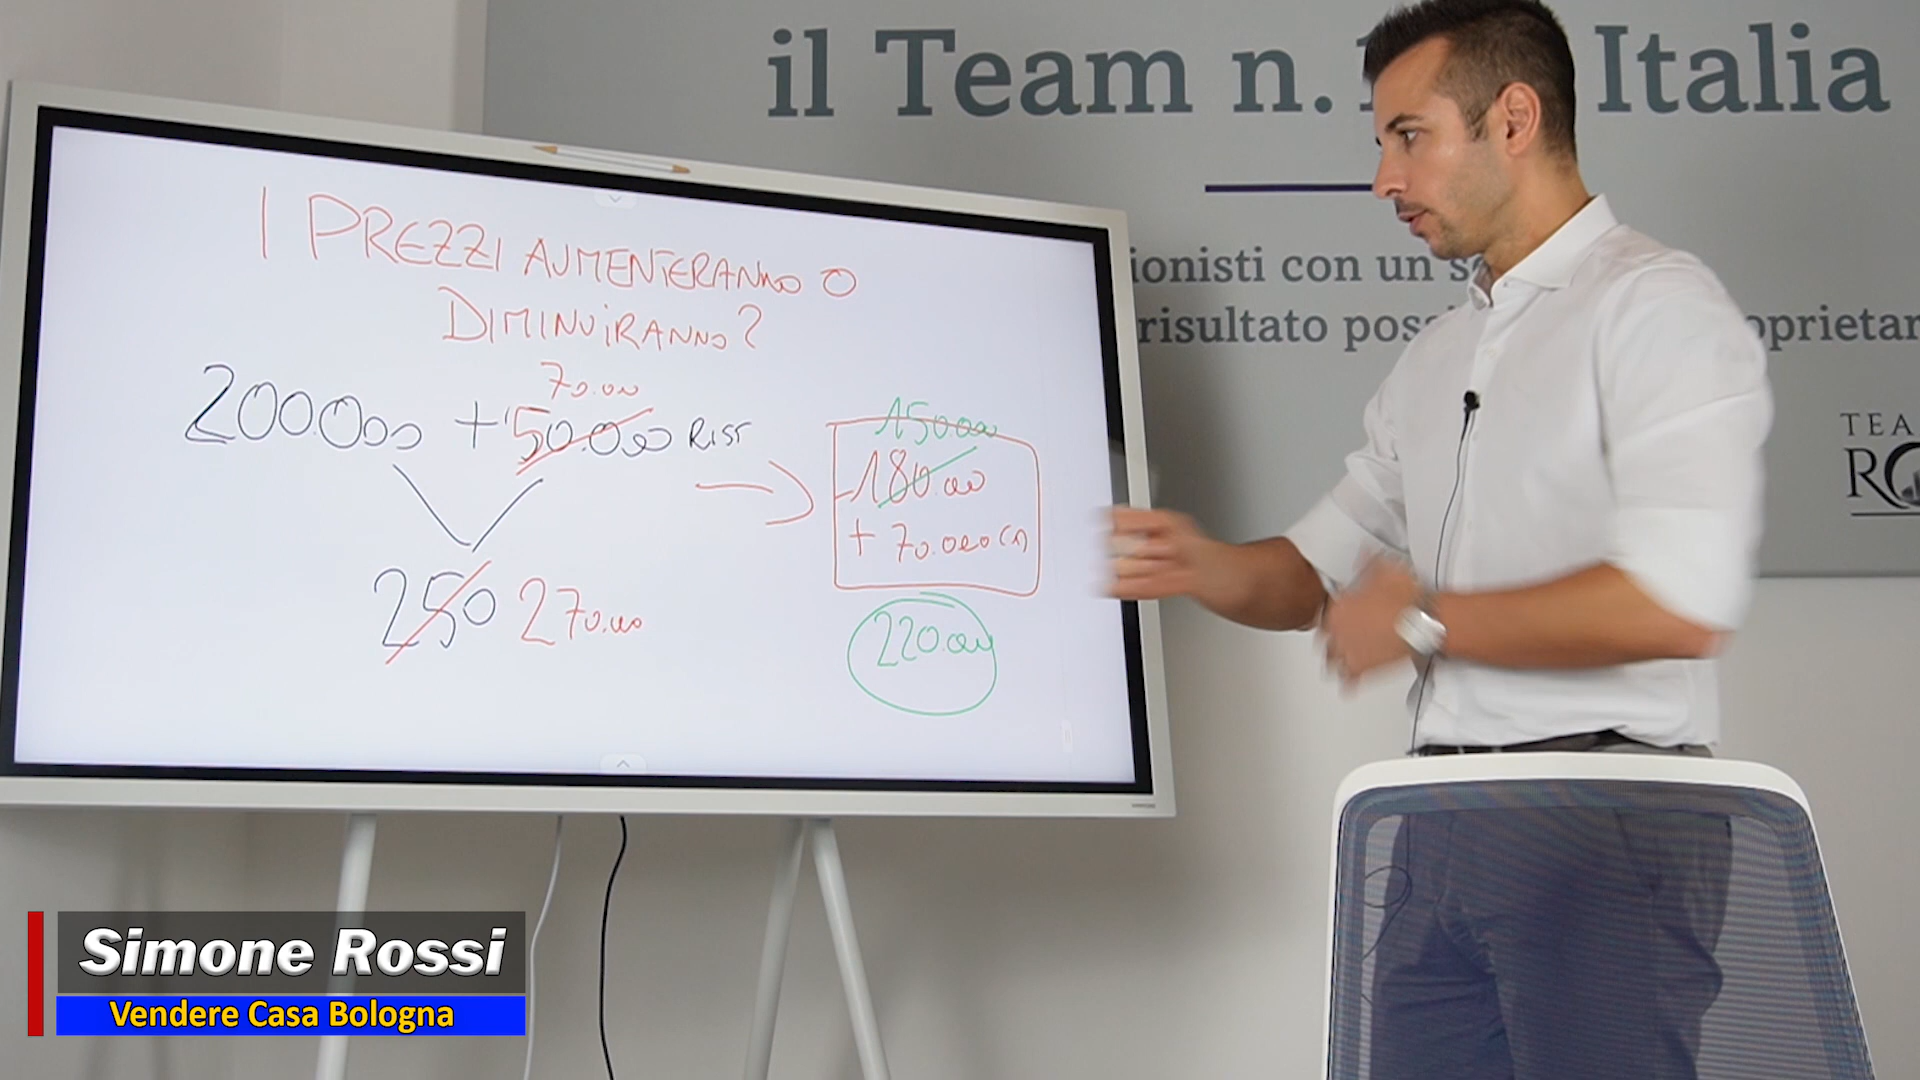 il Team n. Italia
ionisti con un s
risultato poss oprietar
TEA
RO
I PREZZI AUMENTERANNO O
DIMINUIRANNO?
70.000
200.000 + 50.000 RIST
250 270.000
150.000
180.000
+ 70.000
220.000
Simone Rossi
Vendere Casa Bologna